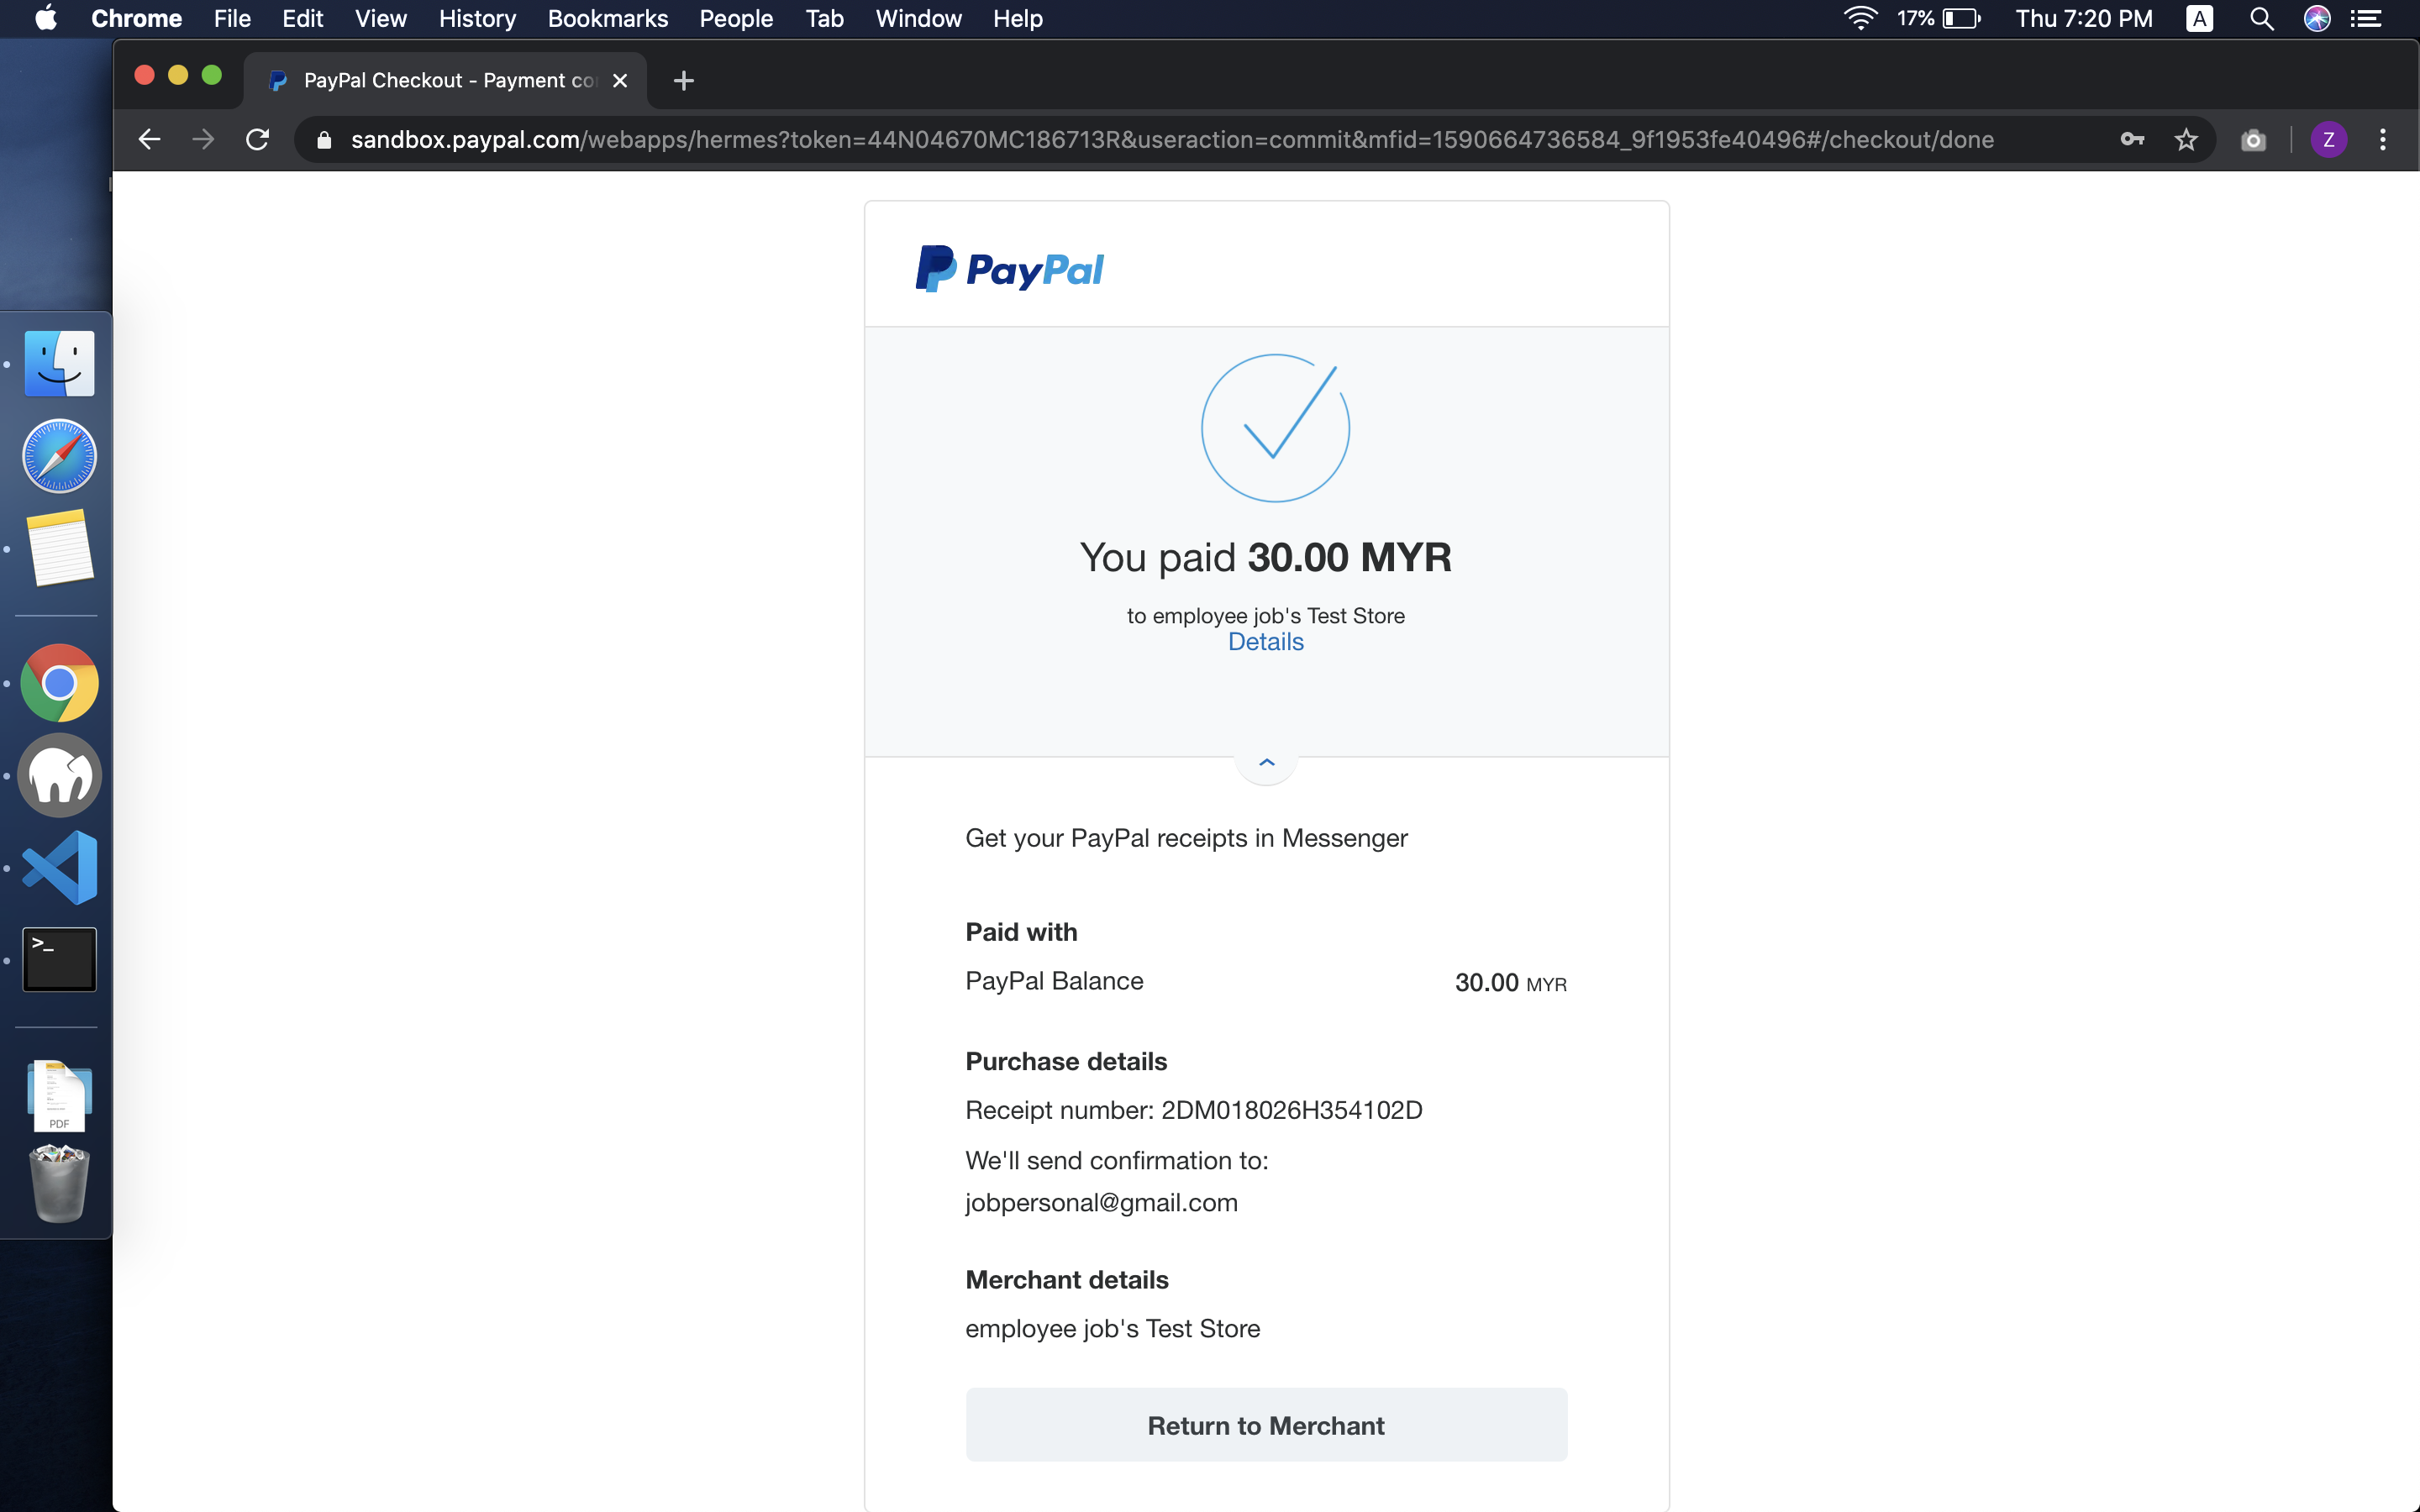 Chrome File Edit View History Bookmarks People Tab Window Help 17% Thu 7:20 PM A
PayPal Checkout - Payment co
sandbox.paypal.com/webapps/hermes?token=44N04670MC186713R&useraction=commit&mfid=1590664736584_9f1953fe40496#/checkout/done Z
PayPal
You paid 30.00 MYR
to employee job's Test Store
Details
Get your PayPal receipts in Messenger
Paid with
PayPal Balance 30.00 MYR
Purchase details
Receipt number: 2DM018026H354102D
We'll send confirmation to:
jobpersonal@gmail.com
Merchant details
employee job's Test Store
Return to Merchant
>_
PDF